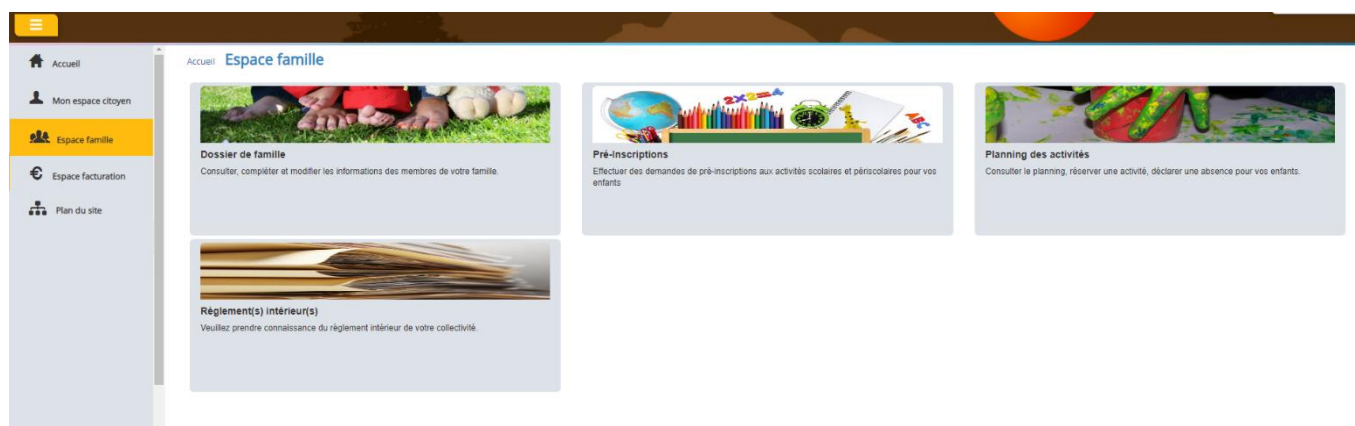 Accueil
Mon espace citoyen
Espace famille
Espace facturation
Plan du site
Accueil Espace famille
Dossier de famille
Consulter, compléter et modifier les informations des membres de votre famille.
2x2=4
ABC
Pré-Inscriptions
Effectuer des demandes de pré-inscriptions aux activités scolaires et périscolaires pour vos
enfants
Planning des activités
Consulter le planning, réserver une activité, déclarer une absence pour vos enfants.
Règlement(s) intérieur(s)
Veuillez prendre connaissance du règlement intérieur de votre collectivité.